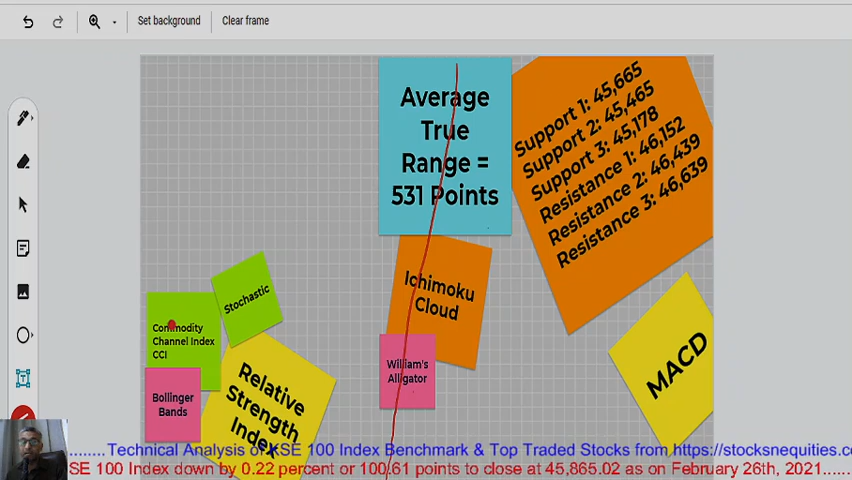 Set background
Clear frame
Average
True
Range =
531 Points
Support 1: 45,665
Support 2: 45,465
Support 3: 45,178
Resistance 1: 46,152
Resistance 2: 46,439
Resistance 3: 46,639
Ichimoku
Cloud
William's
Alligator
Stochastic
Commodity
Channel Index
CCI
Bollinger
Bands
Relative
Strength
Index
MACD
........ Technical Analysis of KSE 100 Index Benchmark & Top Traded Stocks from https://stocksnequities.co
SE 100 Index down by 0.22 percent or 100.61 points to close at 45,865.02 as on February 26th, 2021......